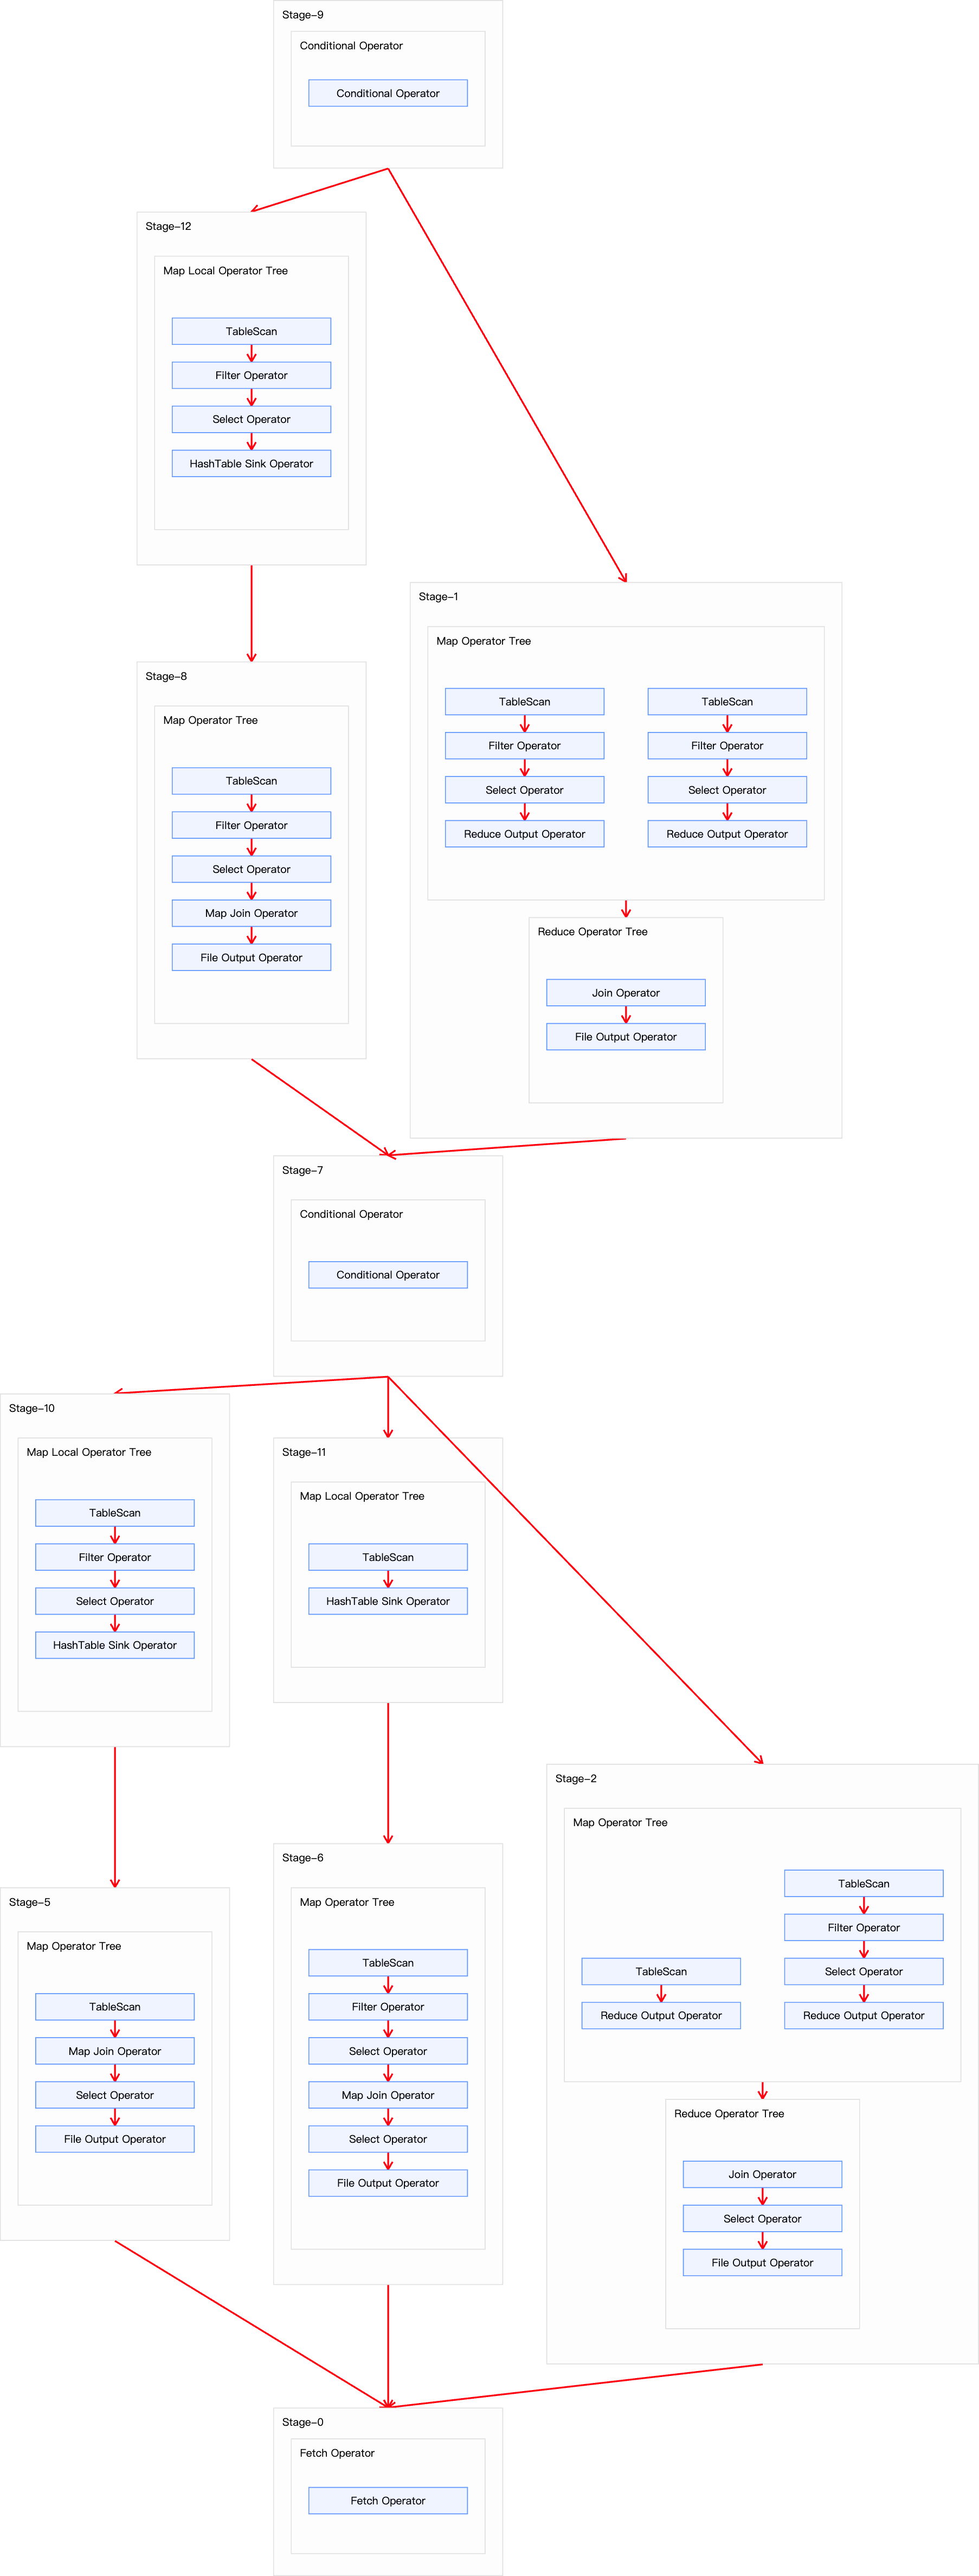 Stage-9
Conditional Operator
Conditional Operator
Stage-12
Map Local Operator Tree
TableScan
Filter Operator
Select Operator
HashTable Sink Operator
Stage-1
Map Operator Tree
TableScan
Filter Operator
Select Operator
Reduce Output Operator
TableScan
Filter Operator
Select Operator
Reduce Output Operator
Reduce Operator Tree
Join Operator
File Output Operator
Stage-8
Map Operator Tree
TableScan
Filter Operator
Select Operator
Map Join Operator
File Output Operator
Stage-7
Conditional Operator
Conditional Operator
Stage-10
Map Local Operator Tree
TableScan
Filter Operator
Select Operator
HashTable Sink Operator
Stage-11
Map Local Operator Tree
TableScan
HashTable Sink Operator
Stage-2
Map Operator Tree
TableScan
Reduce Output Operator
TableScan
Filter Operator
Select Operator
Reduce Output Operator
Reduce Operator Tree
Join Operator
Select Operator
File Output Operator
Stage-6
Map Operator Tree
TableScan
Filter Operator
Select Operator
Map Join Operator
Select Operator
File Output Operator
Stage-5
Map Operator Tree
TableScan
Map Join Operator
Select Operator
File Output Operator
Stage-0
Fetch Operator
Fetch Operator